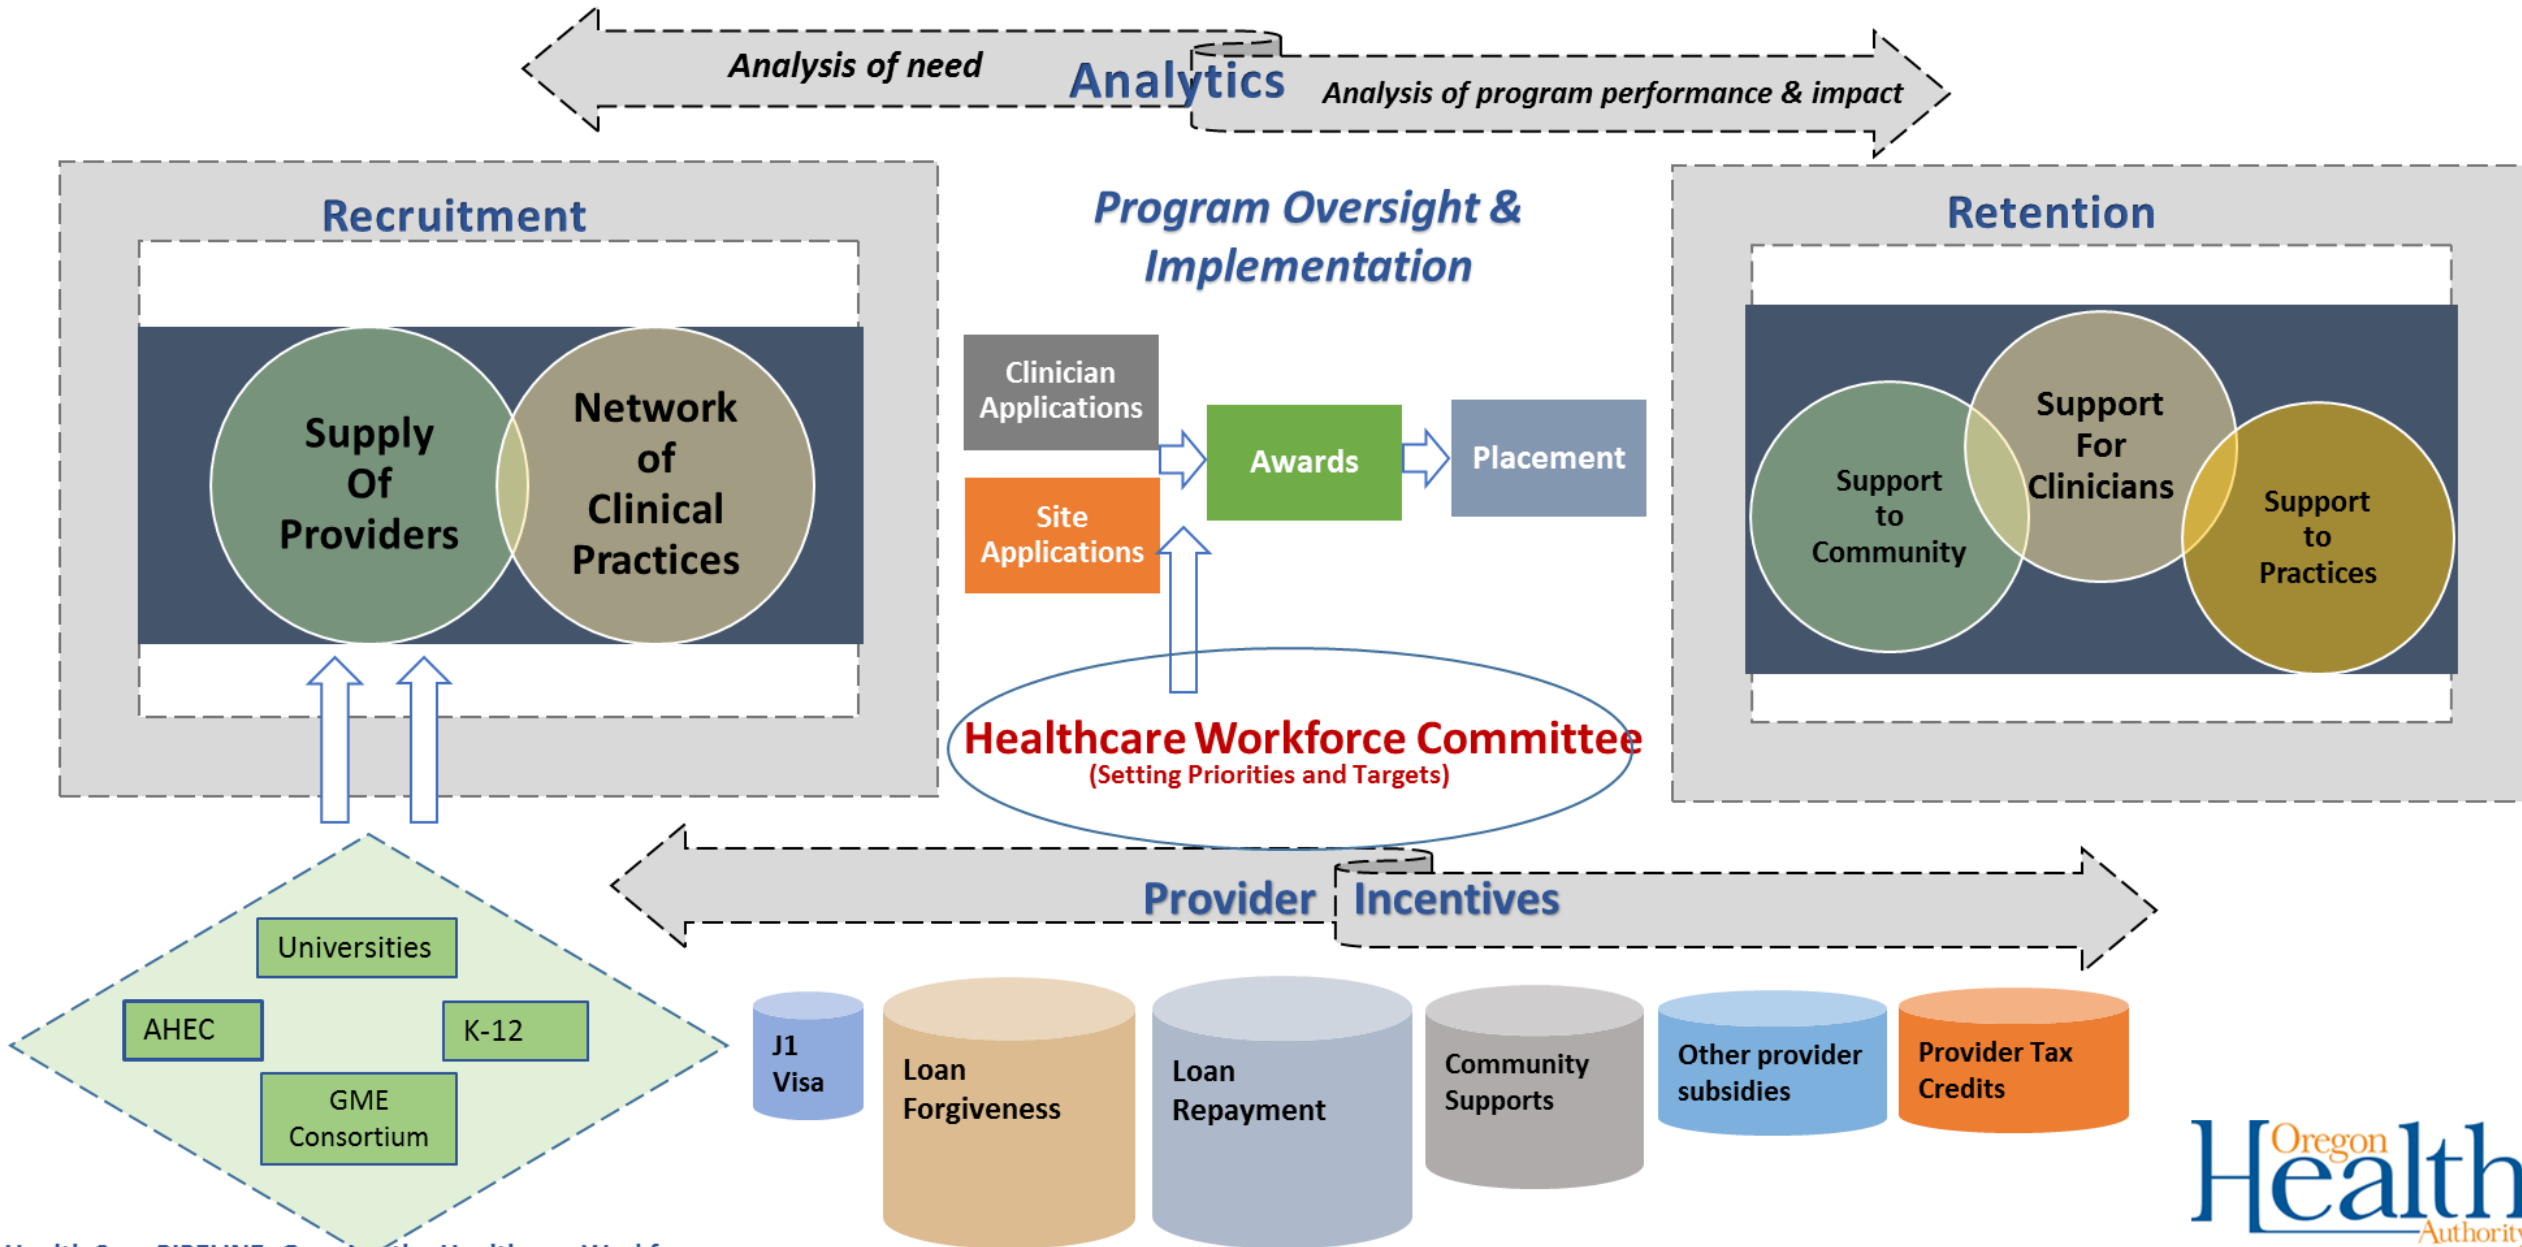 Analysis of need
Analytics
Analysis of program performance & impact
Recruitment
Program Oversight &
Implementation
Retention
Supply
Of
Providers
Network
of
Clinical
Practices
Clinician
Applications
Site
Applications
Awards
Placement
Support
to
Community
Support
For
Clinicians
Support
to
Practices
Healthcare Workforce Committee
(Setting Priorities and Targets)
Provider Incentives
Universities
AHEC
K-12
GME
Consortium
J1
Visa
Loan
Forgiveness
Loan
Repayment
Community
Supports
Other provider
subsidies
Provider Tax
Credits
Oregon
Health
Authority